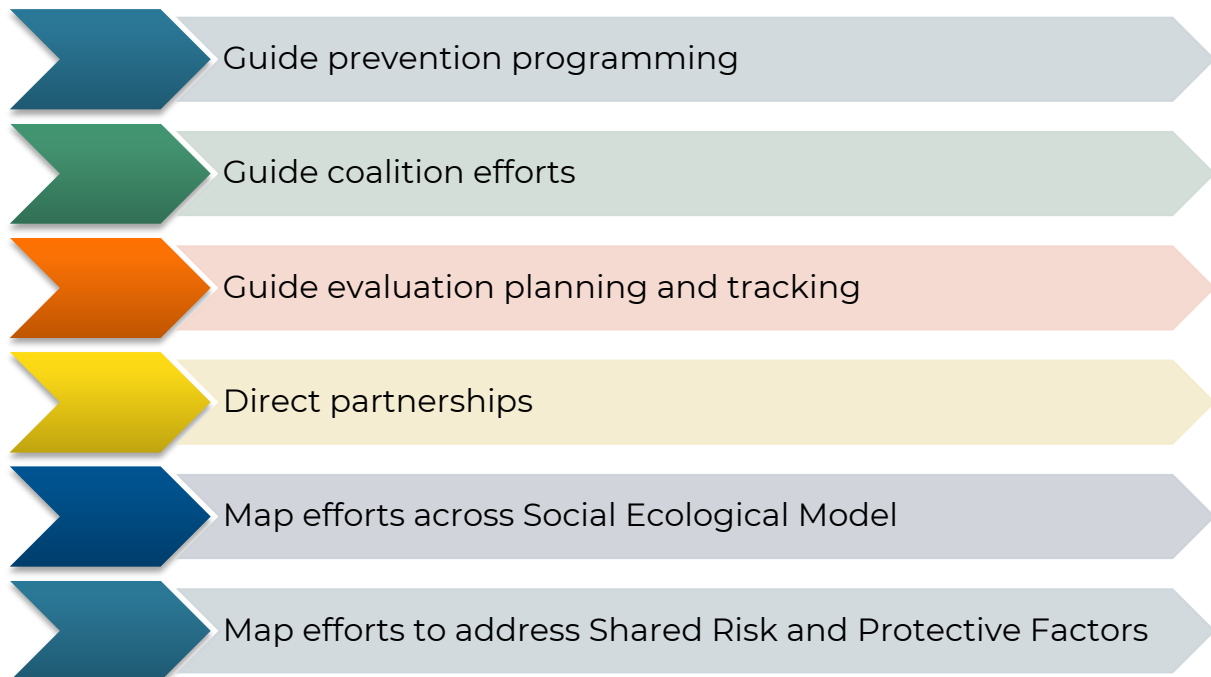 Guide prevention programming
Guide coalition efforts
Guide evaluation planning and tracking
Direct partnerships
Map efforts across Social Ecological Model
Map efforts to address Shared Risk and Protective Factors